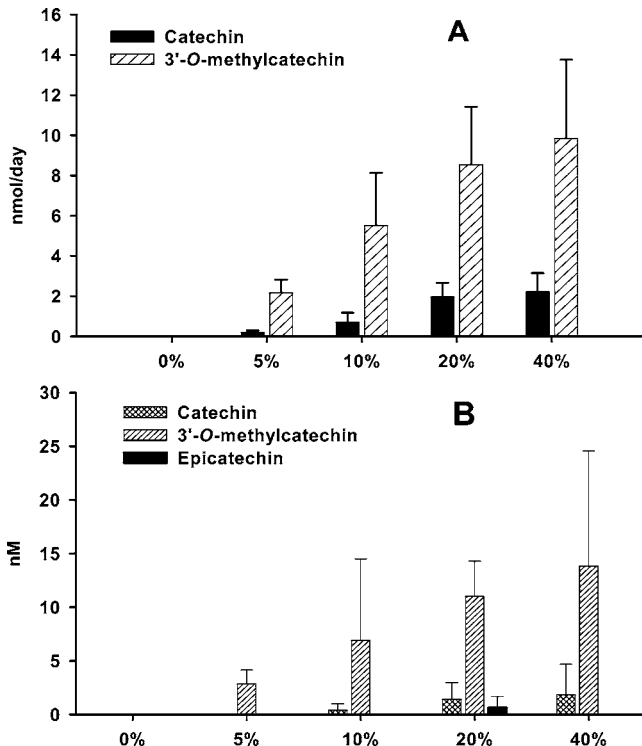 A
Catechin
3'-O-methylcatechin
16
14
12
10
8
6
4
2
0
nmol/day
0% 5% 10% 20% 40%
B
Catechin
3'-O-methylcatechin
Epicatechin
30
25
20
15
10
5
0
nM
0% 5% 10% 20% 40%